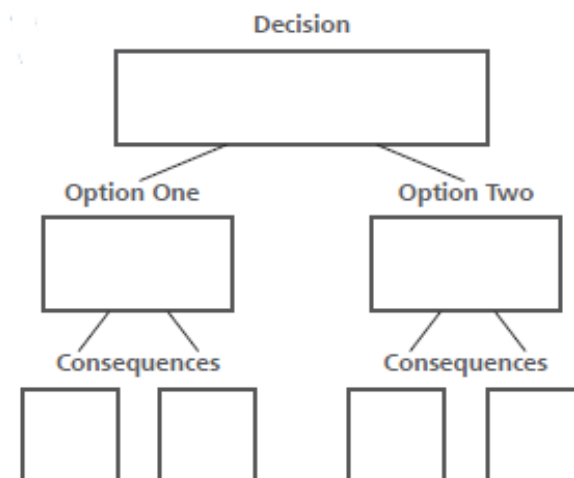 Decision
Option One
Option Two
Consequences
Consequences